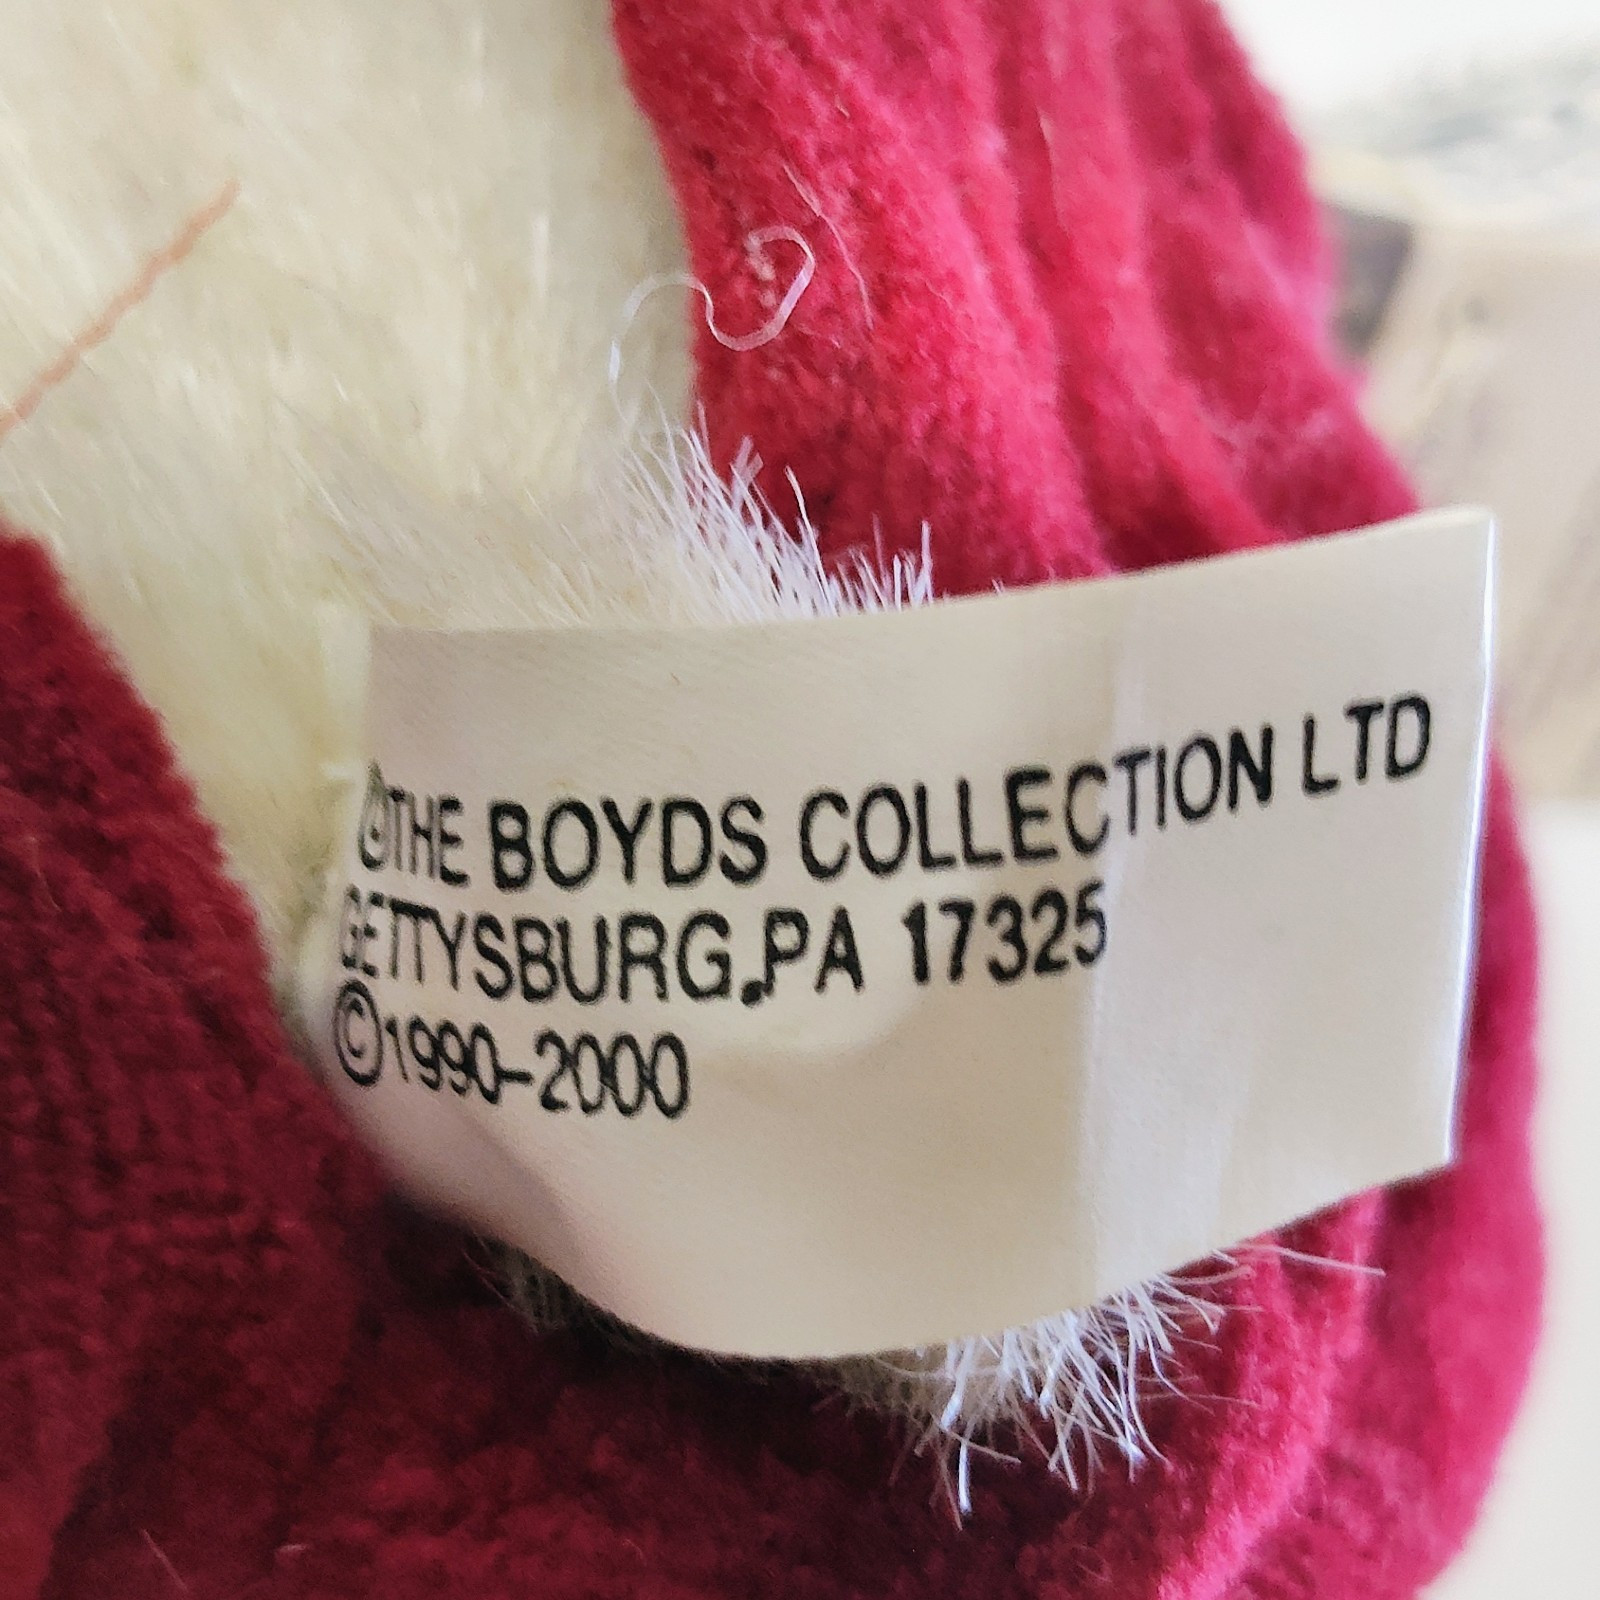 ©THE BOYDS COLLECTION LTD
GETTYSBURG.PA 17325
©1990-2000